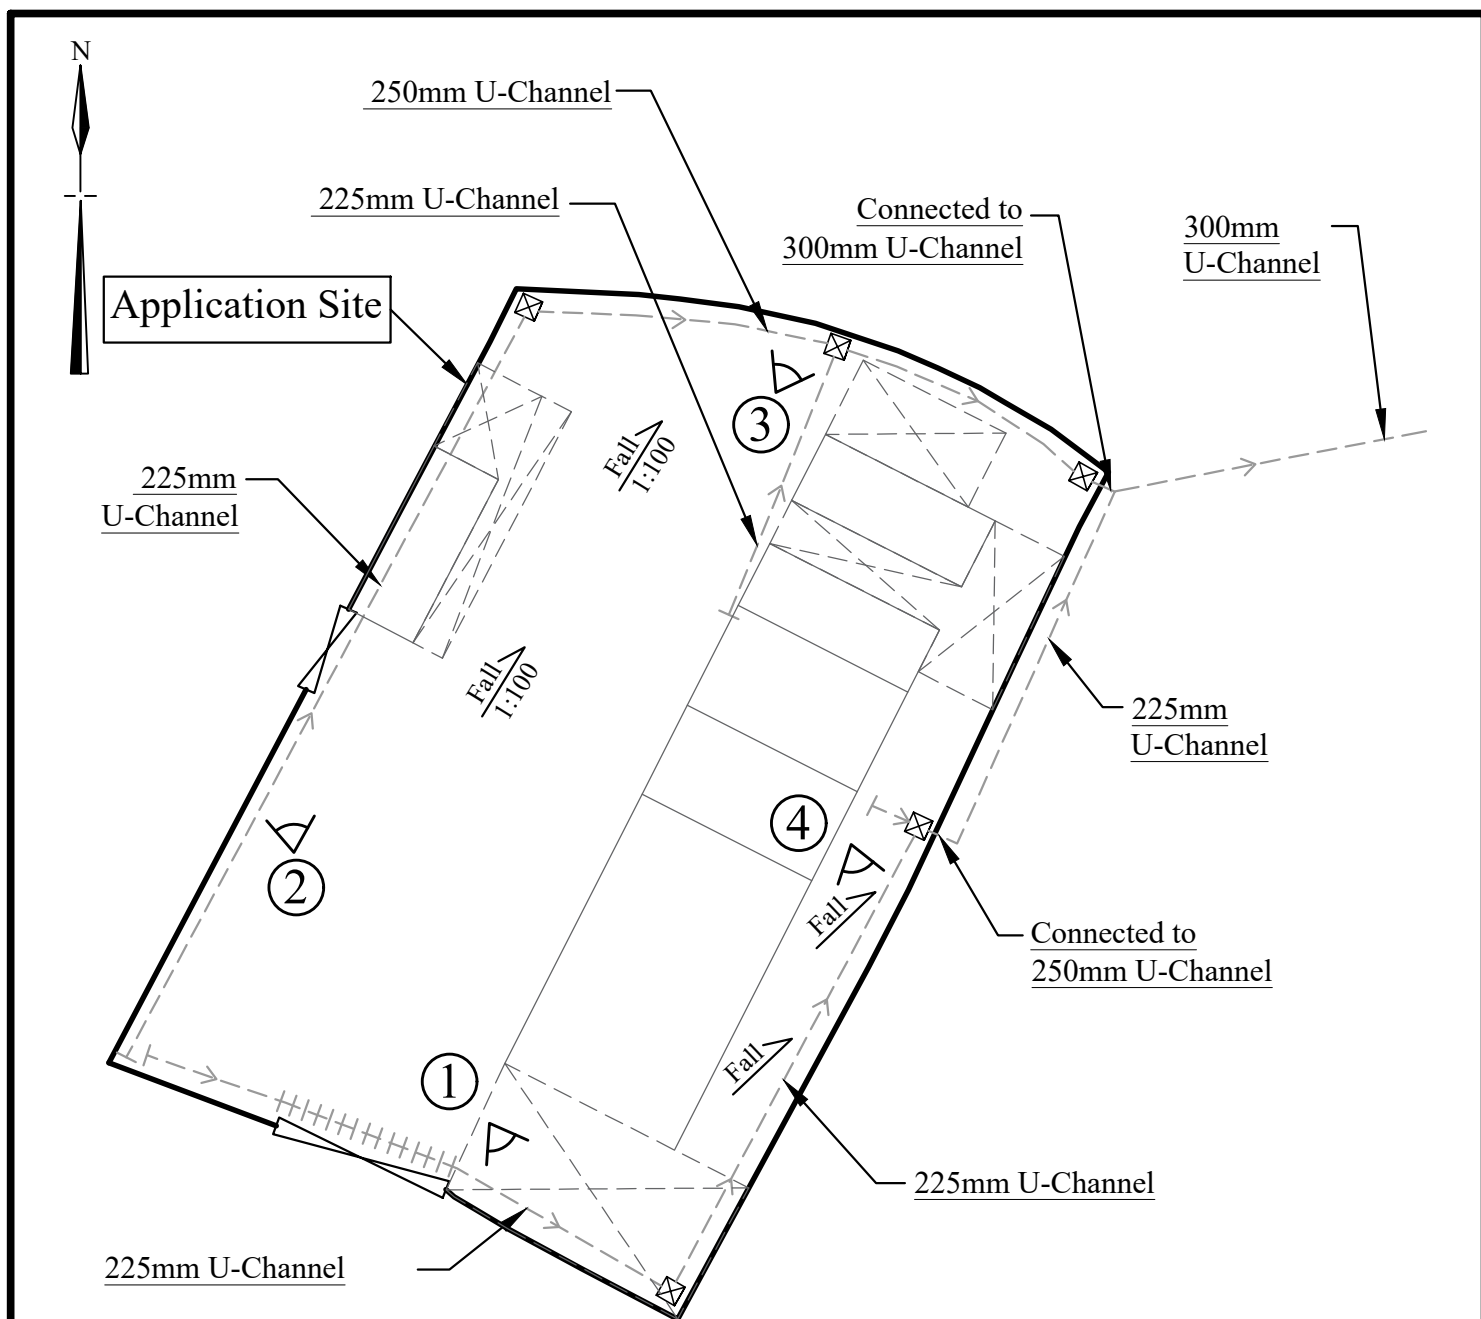 N
250mm U-Channel
225mm U-Channel
Connected to
300mm U-Channel
300mm
U-Channel
Application Site
3
Fall
1:100
225mm
U-Channel
Fall
1:100
225mm
U-Channel
4
2
Fall
Connected to
250mm U-Channel
Fall
1
225mm U-Channel
225mm U-Channel